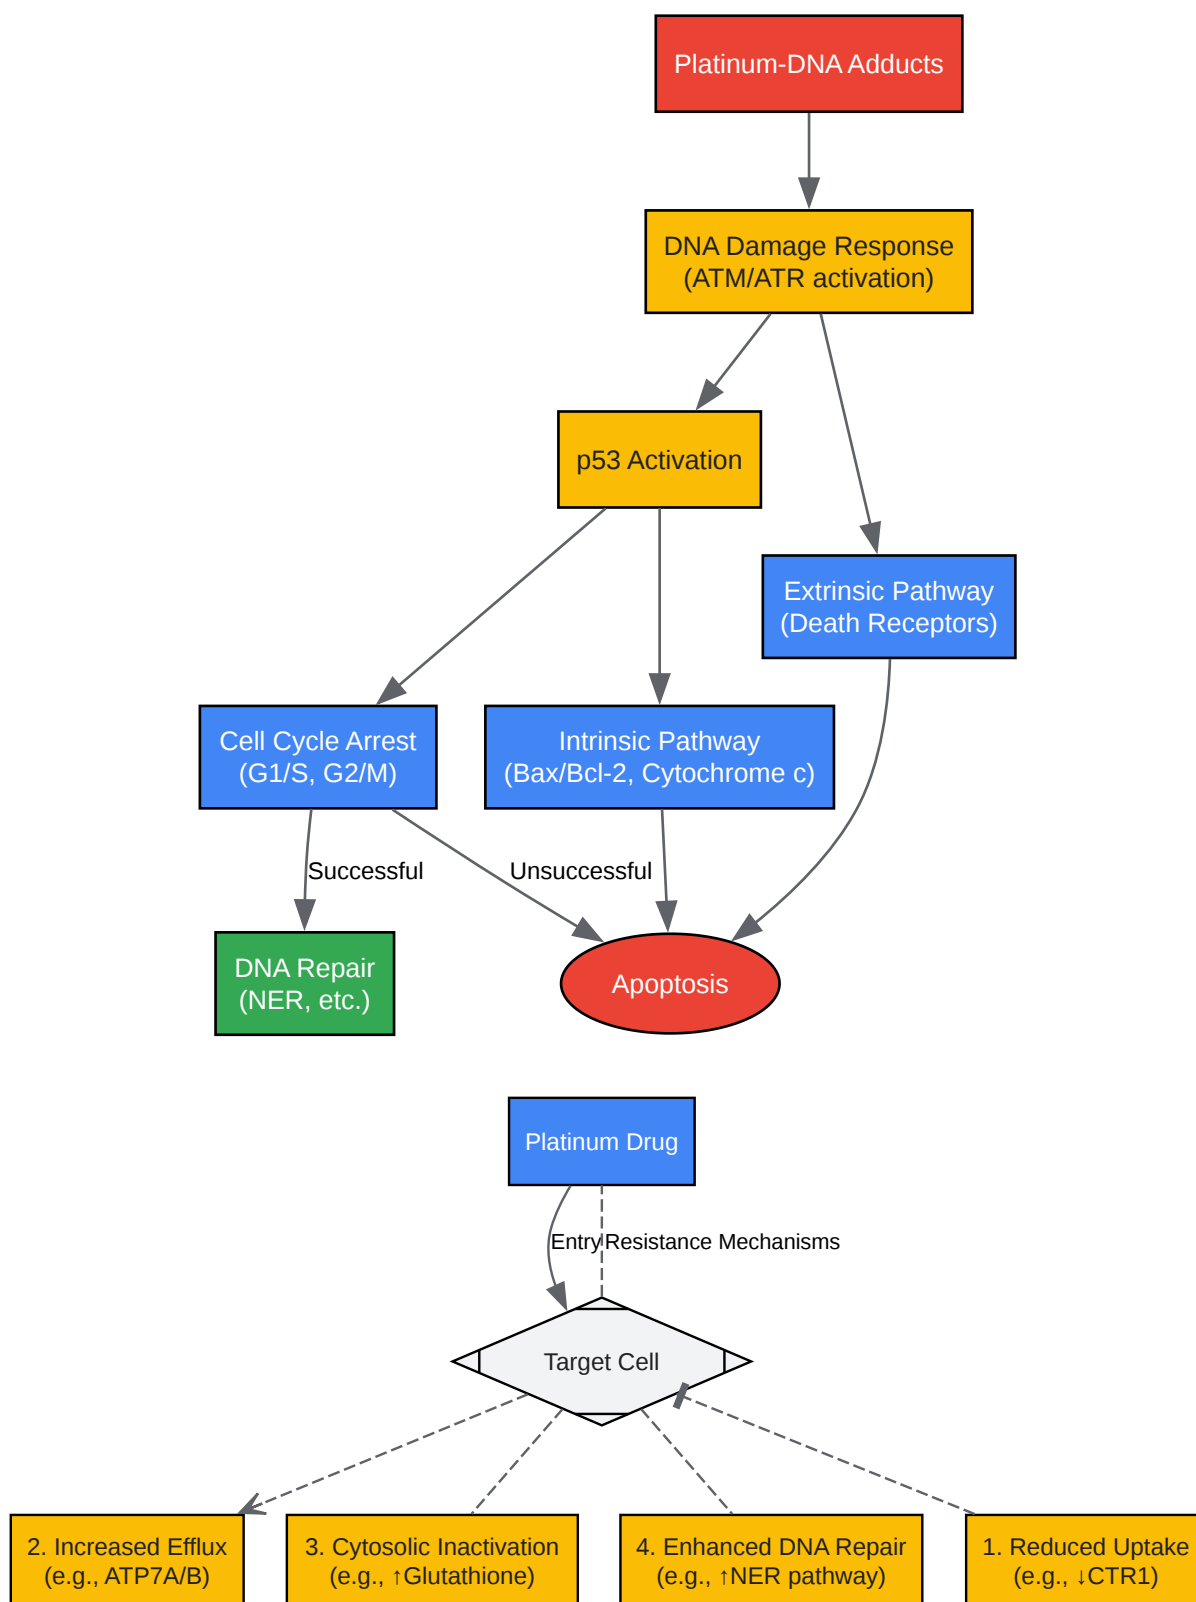 Platinum-DNA Adducts
DNA Damage Response
(ATM/ATR activation)
p53 Activation
Extrinsic Pathway
(Death Receptors)
Cell Cycle Arrest
(G1/S, G2/M)
Intrinsic Pathway
(Bax/Bcl-2, Cytochrome c)
Successful
Unsuccessful
DNA Repair
(NER, etc.)
Apoptosis
Platinum Drug
Entry
Resistance Mechanisms
Target Cell
2. Increased Efflux
(e.g., ATP7A/B)
3. Cytosolic Inactivation
(e.g., ↑Glutathione)
4. Enhanced DNA Repair
(e.g., ↑NER pathway)
1. Reduced Uptake
(e.g., ↓CTR1)